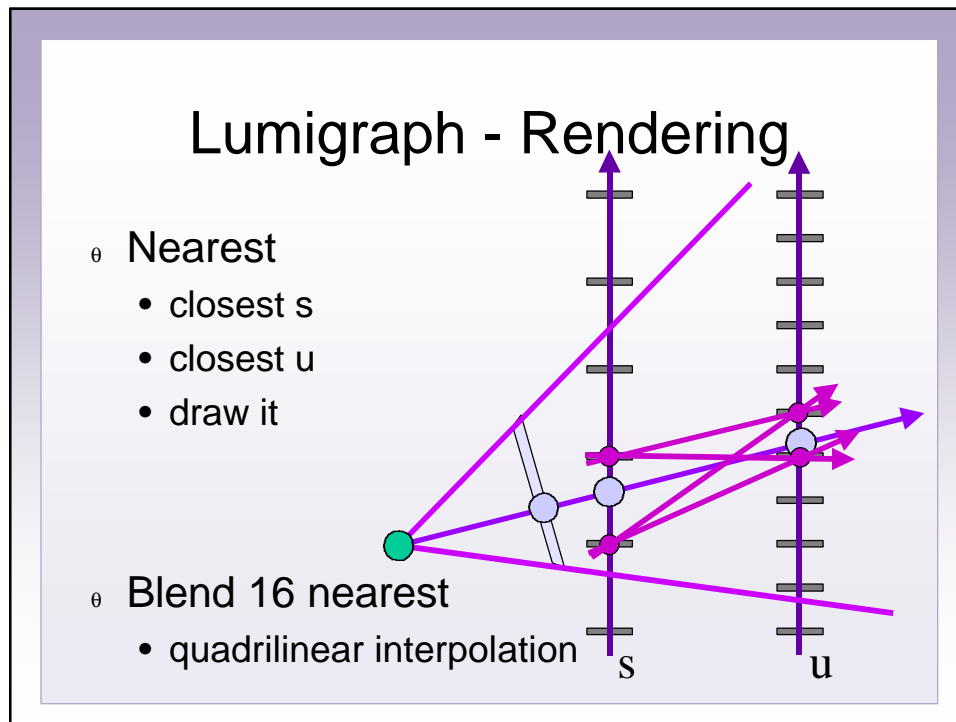 Lumigraph - Rendering
θ Nearest
• closest s
• closest u
• draw it
θ Blend 16 nearest
• quadrilinear interpolation
s u